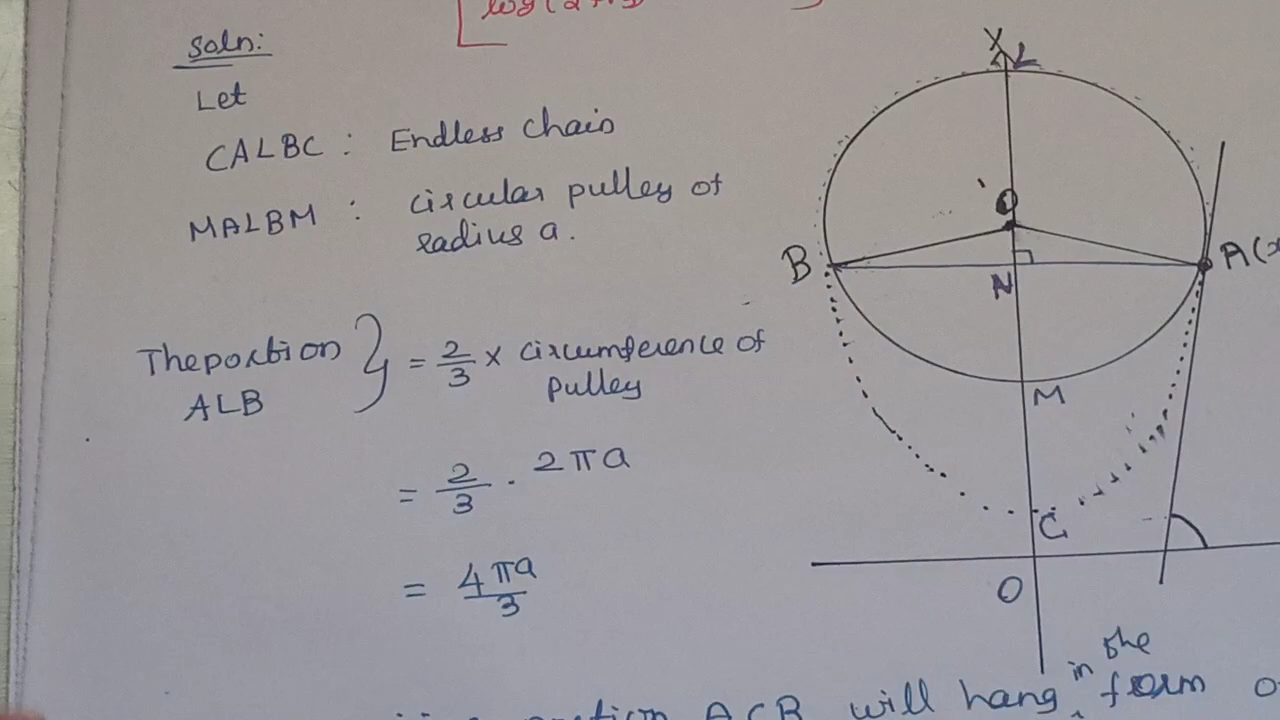 Soln:
Let
CALBC : Endless chain
MALBM : circular pulley of
radius a.
The portion } = 2/3 × circumference of
ALB pulley
= 2/3 . 2πa
= 4πa/3
L
B
N
A(
M
C
O
in the
ACB will hang form